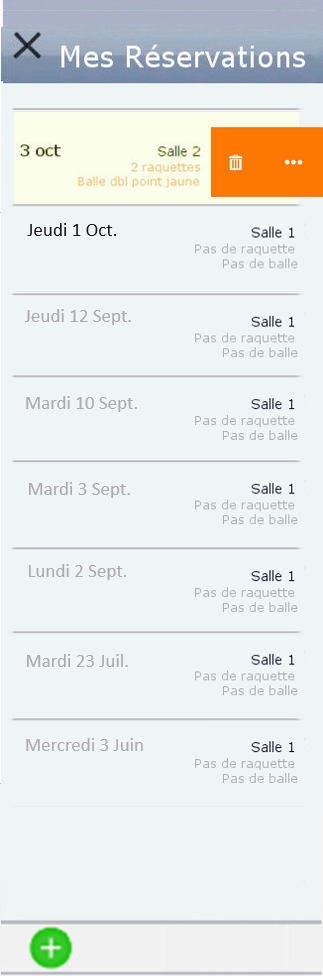 Mes Réservations
3 oct
Salle 2
2 raquettes
Balle dbl point jaune
Jeudi 1 Oct.
Salle 1
Pas de raquette
Pas de balle
Jeudi 12 Sept.
Salle 1
Pas de raquette
Pas de balle
Mardi 10 Sept.
Salle 1
Pas de raquette
Pas de balle
Mardi 3 Sept.
Salle 1
Pas de raquette
Pas de balle
Lundi 2 Sept.
Salle 1
Pas de raquette
Pas de balle
Mardi 23 Juil.
Salle 1
Pas de raquette
Pas de balle
Mercredi 3 Juin
Salle 1
Pas de raquette
Pas de balle